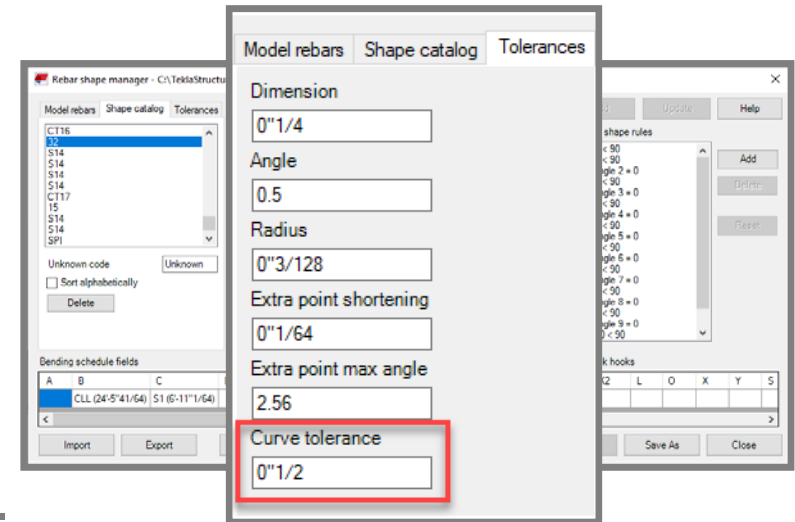 Model rebars Shape catalog Tolerances
Dimension
0"1/4
Angle
0.5
Radius
0"3/128
Extra point shortening
0"1/64
Extra point max angle
2.56
Curve tolerance
0"1/2
Rebar shape manager - C:\TeklaStructu
Model rebars Shape catalog Tolerances
CT16
32
S14
S14
S14
S14
CT17
15
S14
S14
SPI
Unknown code Unknown
Sort alphabetically
Delete
Bending schedule fields
A B C
CLL (24'-5"41/64) S1 (6'-11"1/64)
Import Export
Update Help
shape rules
< 90
< 90
gle 2 = 0
< 90
gle 3 = 0
< 90
gle 4 = 0
< 90
gle 5 = 0
< 90
gle 6 = 0
< 90
gle 7 = 0
< 90
gle 8 = 0
< 90
gle 9 = 0
0 < 90
Add
Delete
Reset
k hooks
L O X Y S
Save As Close